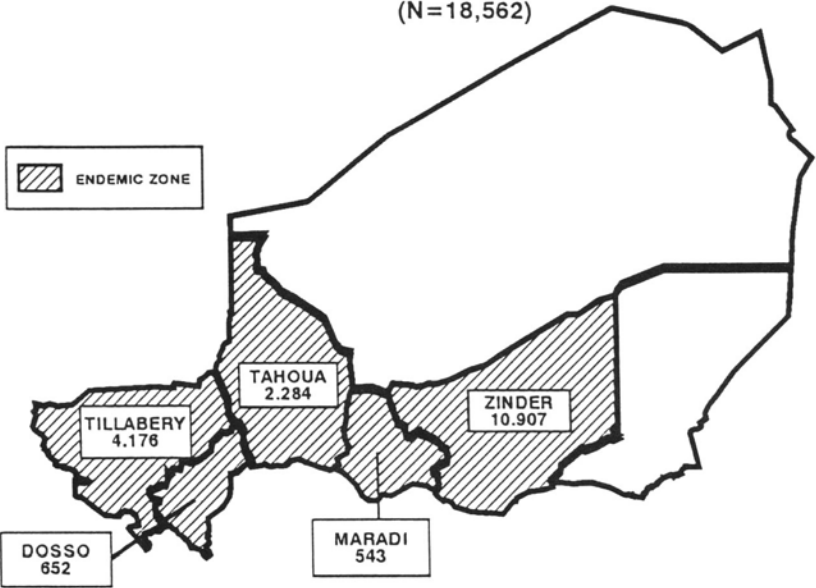 (N=18,562)
ENDEMIC ZONE
TAHOUA
2.284
ZINDER
10.907
TILLABERY
4.176
DOSSO
652
MARADI
543